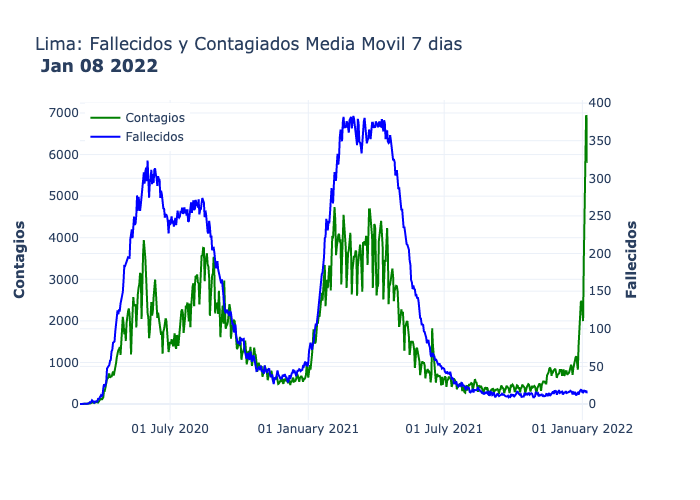 Lima: Fallecidos y Contagiados Media Movil 7 dias
Jan 08 2022
Contagios
Fallecidos
7000
6000
5000
4000
3000
2000
1000
0
Contagios
400
350
300
250
200
150
100
50
0
Fallecidos
01 July 2020
01 January 2021
01 July 2021
01 January 2022